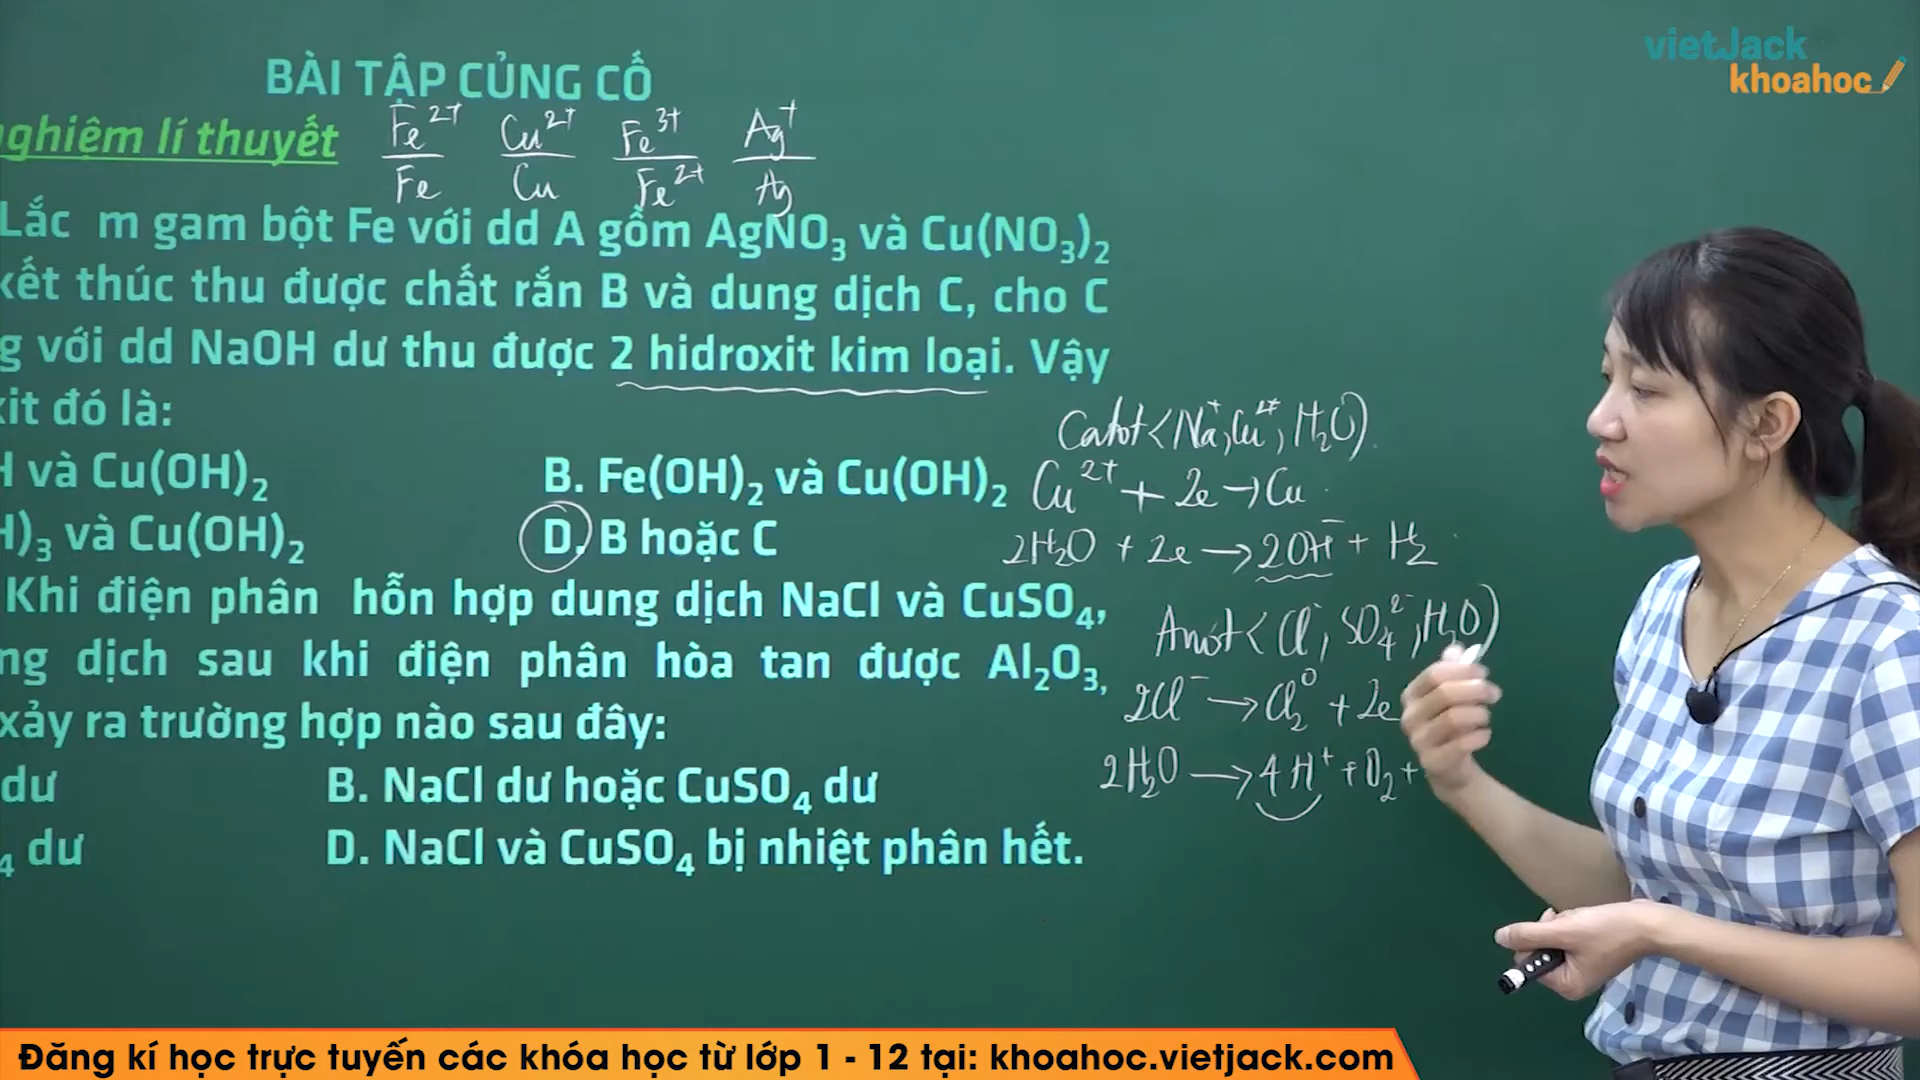 vietJack
khoahoc
BÀI TẬP CỦNG CỐ
nghiệm lí thuyết
Fe²⁺ Cu²⁺ Fe³⁺ Ag⁺
Fe Cu Fe²⁺ Ag
Lắc m gam bột Fe với dd A gồm AgNO₃ và Cu(NO₃)₂
kết thúc thu được chất rắn B và dung dịch C, cho C
g với dd NaOH dư thu được 2 hidroxit kim loại. Vậy
xit đó là:
H và Cu(OH)₂ B. Fe(OH)₂ và Cu(OH)₂
H)₃ và Cu(OH)₂ D. B hoặc C
Khi điện phân hỗn hợp dung dịch NaCl và CuSO₄,
ng dịch sau khi điện phân hòa tan được Al₂O₃,
xảy ra trường hợp nào sau đây:
dư B. NaCl dư hoặc CuSO₄ dư
₄ dư D. NaCl và CuSO₄ bị nhiệt phân hết.
Catot < Na⁺, Cu²⁺, H₂O)
Cu²⁺ + 2e → Cu
2H₂O + 2e → 2OH⁻ + H₂
Anot < Cl⁻, SO₄²⁻, H₂O)
2Cl⁻ → Cl₂⁰ + 2e
2H₂O → 4H⁺ + O₂ +
Đăng kí học trực tuyến các khóa học từ lớp 1 - 12 tại: khoahoc.vietjack.com